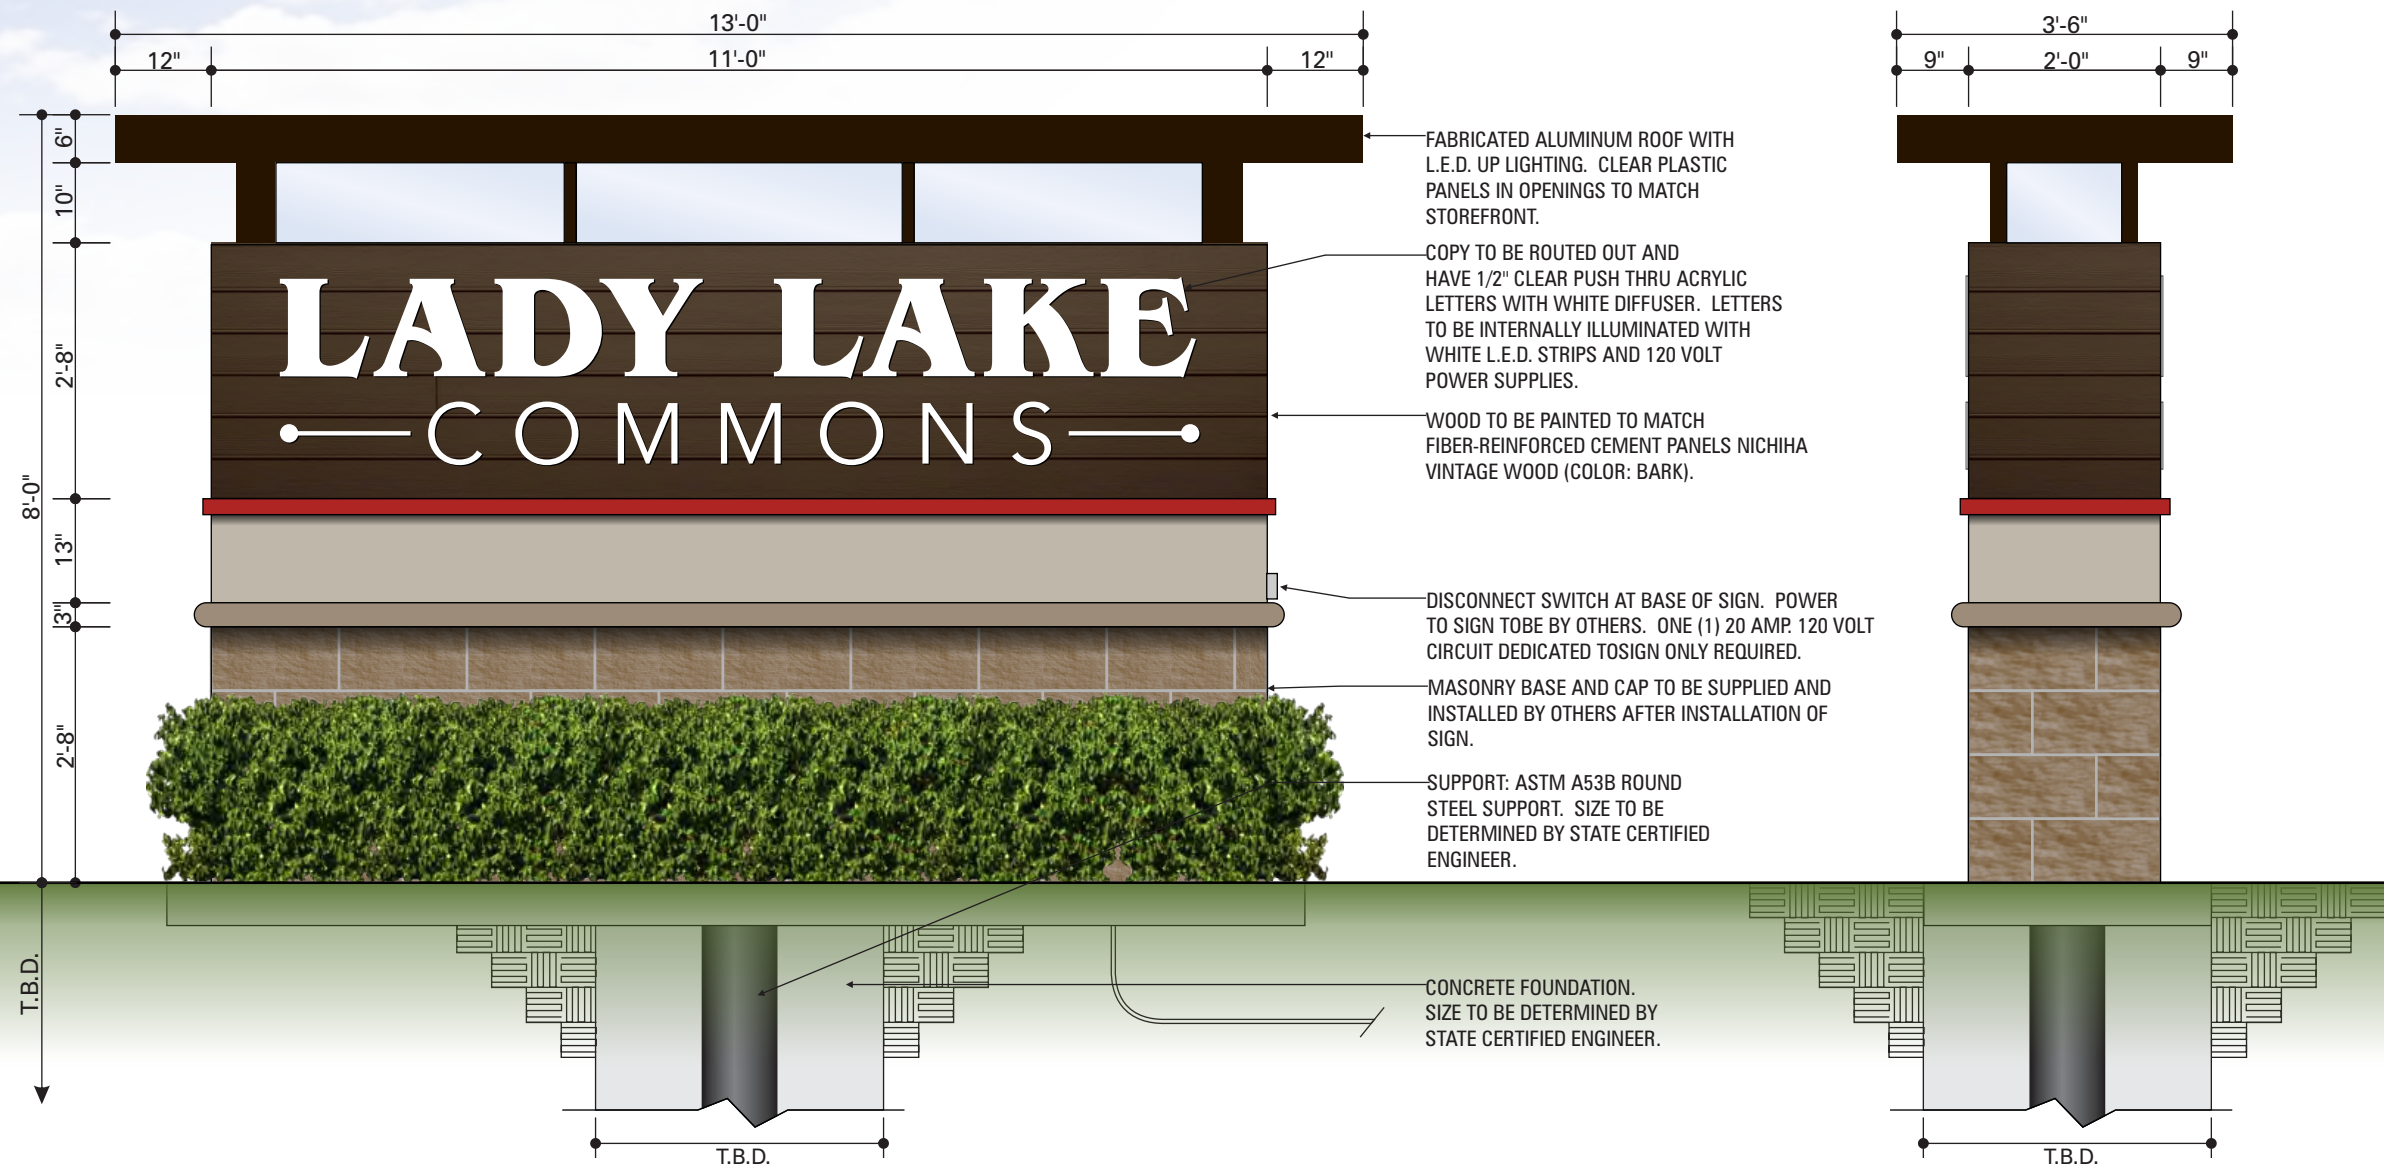 13'-0"
12"
11'-0"
12"
3'-6"
9"
2'-0"
9"
6"
10"
2'-8"
13"
3"
2'-8"
8'-0"
T.B.D.
LADY LAKE
COMMONS
FABRICATED ALUMINUM ROOF WITH
L.E.D. UP LIGHTING. CLEAR PLASTIC
PANELS IN OPENINGS TO MATCH
STOREFRONT.
COPY TO BE ROUTED OUT AND
HAVE 1/2" CLEAR PUSH THRU ACRYLIC
LETTERS WITH WHITE DIFFUSER. LETTERS
TO BE INTERNALLY ILLUMINATED WITH
WHITE L.E.D. STRIPS AND 120 VOLT
POWER SUPPLIES.
WOOD TO BE PAINTED TO MATCH
FIBER-REINFORCED CEMENT PANELS NICHIHA
VINTAGE WOOD (COLOR: BARK).
DISCONNECT SWITCH AT BASE OF SIGN. POWER
TO SIGN TOBE BY OTHERS. ONE (1) 20 AMP. 120 VOLT
CIRCUIT DEDICATED TOSIGN ONLY REQUIRED.
MASONRY BASE AND CAP TO BE SUPPLIED AND
INSTALLED BY OTHERS AFTER INSTALLATION OF
SIGN.
SUPPORT: ASTM A53B ROUND
STEEL SUPPORT. SIZE TO BE
DETERMINED BY STATE CERTIFIED
ENGINEER.
CONCRETE FOUNDATION.
SIZE TO BE DETERMINED BY
STATE CERTIFIED ENGINEER.
T.B.D.
T.B.D.